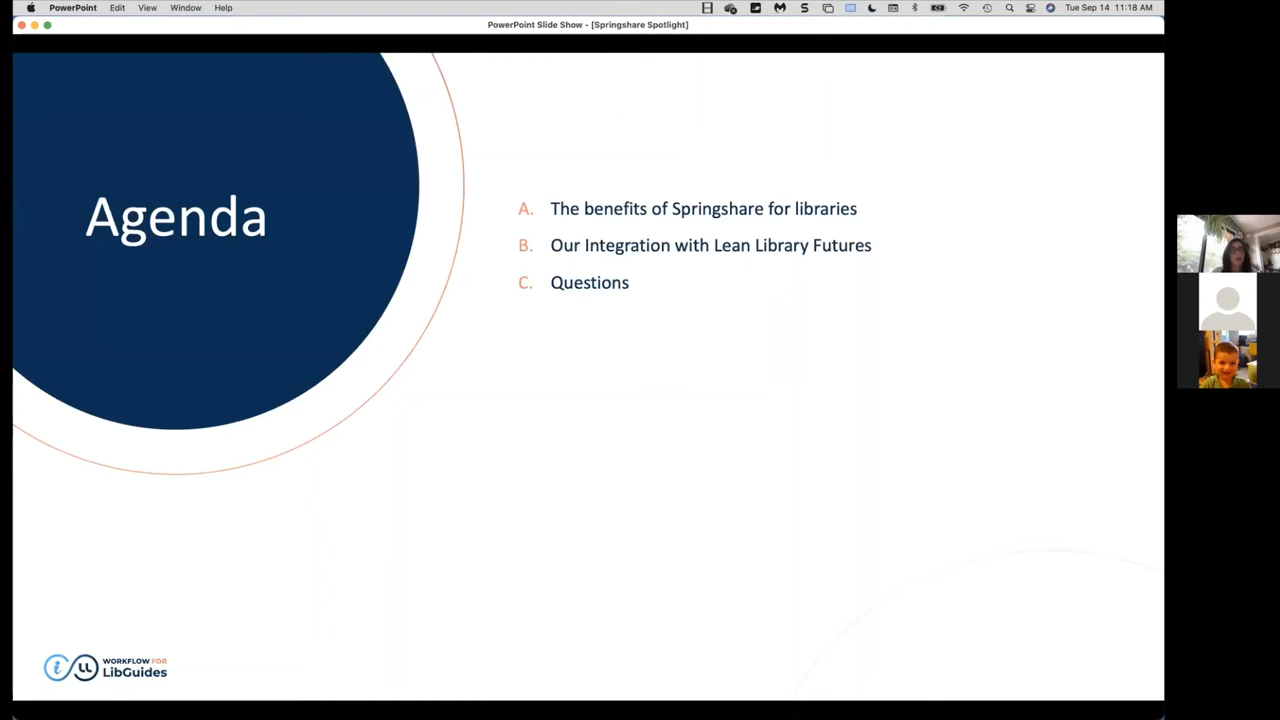 PowerPoint Edit View Window Help Tue Sep 14 11:18 AM
PowerPoint Slide Show - [Springshare Spotlight]
Agenda
A. The benefits of Springshare for libraries
B. Our Integration with Lean Library Futures
C. Questions
WORKFLOW FOR
LibGuides